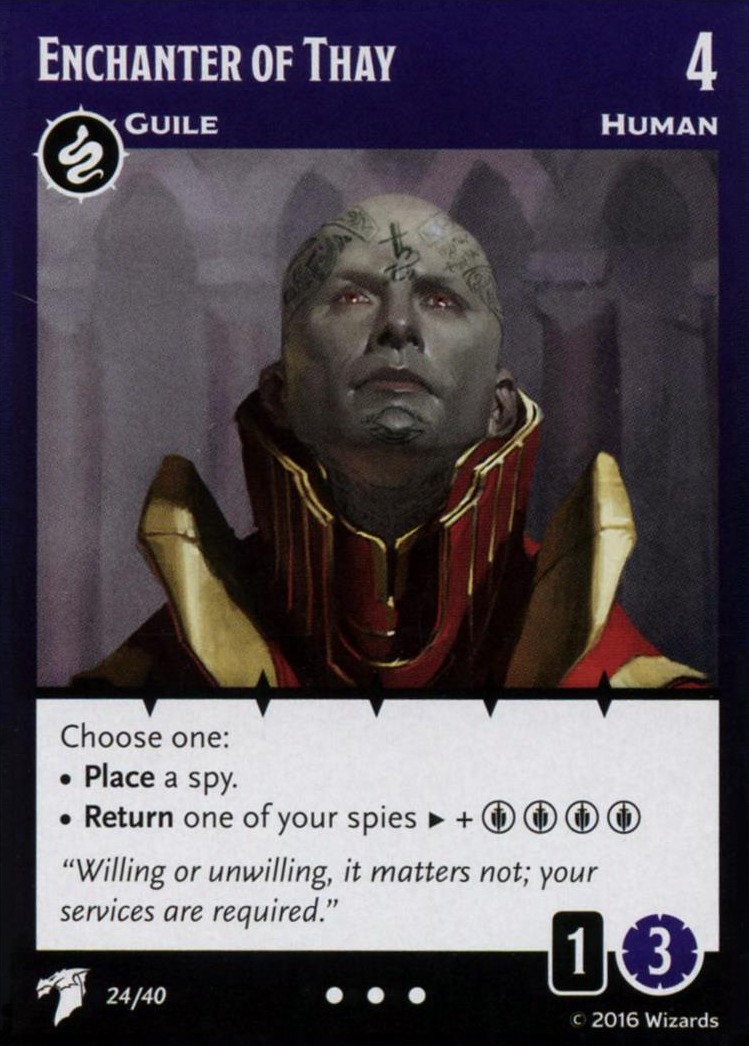 ENCHANTER OF THAY 4
GUILE HUMAN
Choose one:
• Place a spy.
• Return one of your spies ▶ +
“Willing or unwilling, it matters not; your
services are required.”
1 3
24/40
© 2016 Wizards